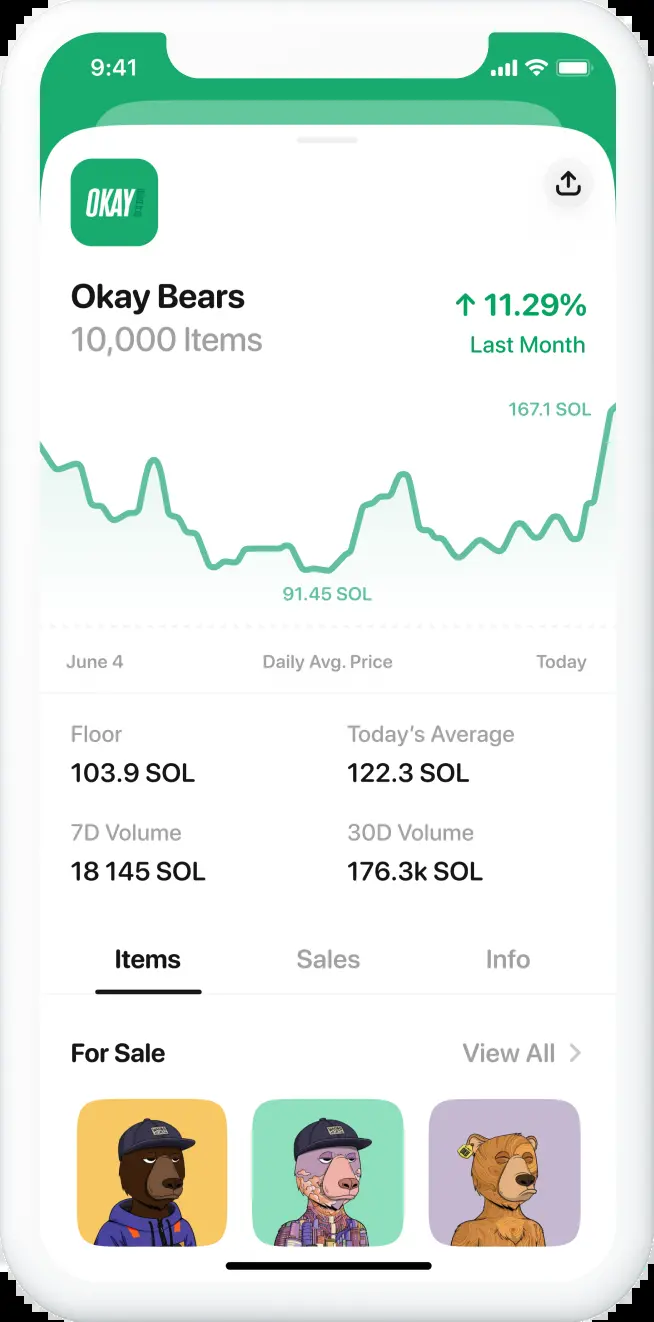 9:41
OKAY
Okay Bears
10,000 Items
↑ 11.29%
Last Month
167.1 SOL
91.45 SOL
June 4 Daily Avg. Price Today
Floor Today’s Average
103.9 SOL 122.3 SOL
7D Volume 30D Volume
18 145 SOL 176.3k SOL
Items Sales Info
For Sale View All